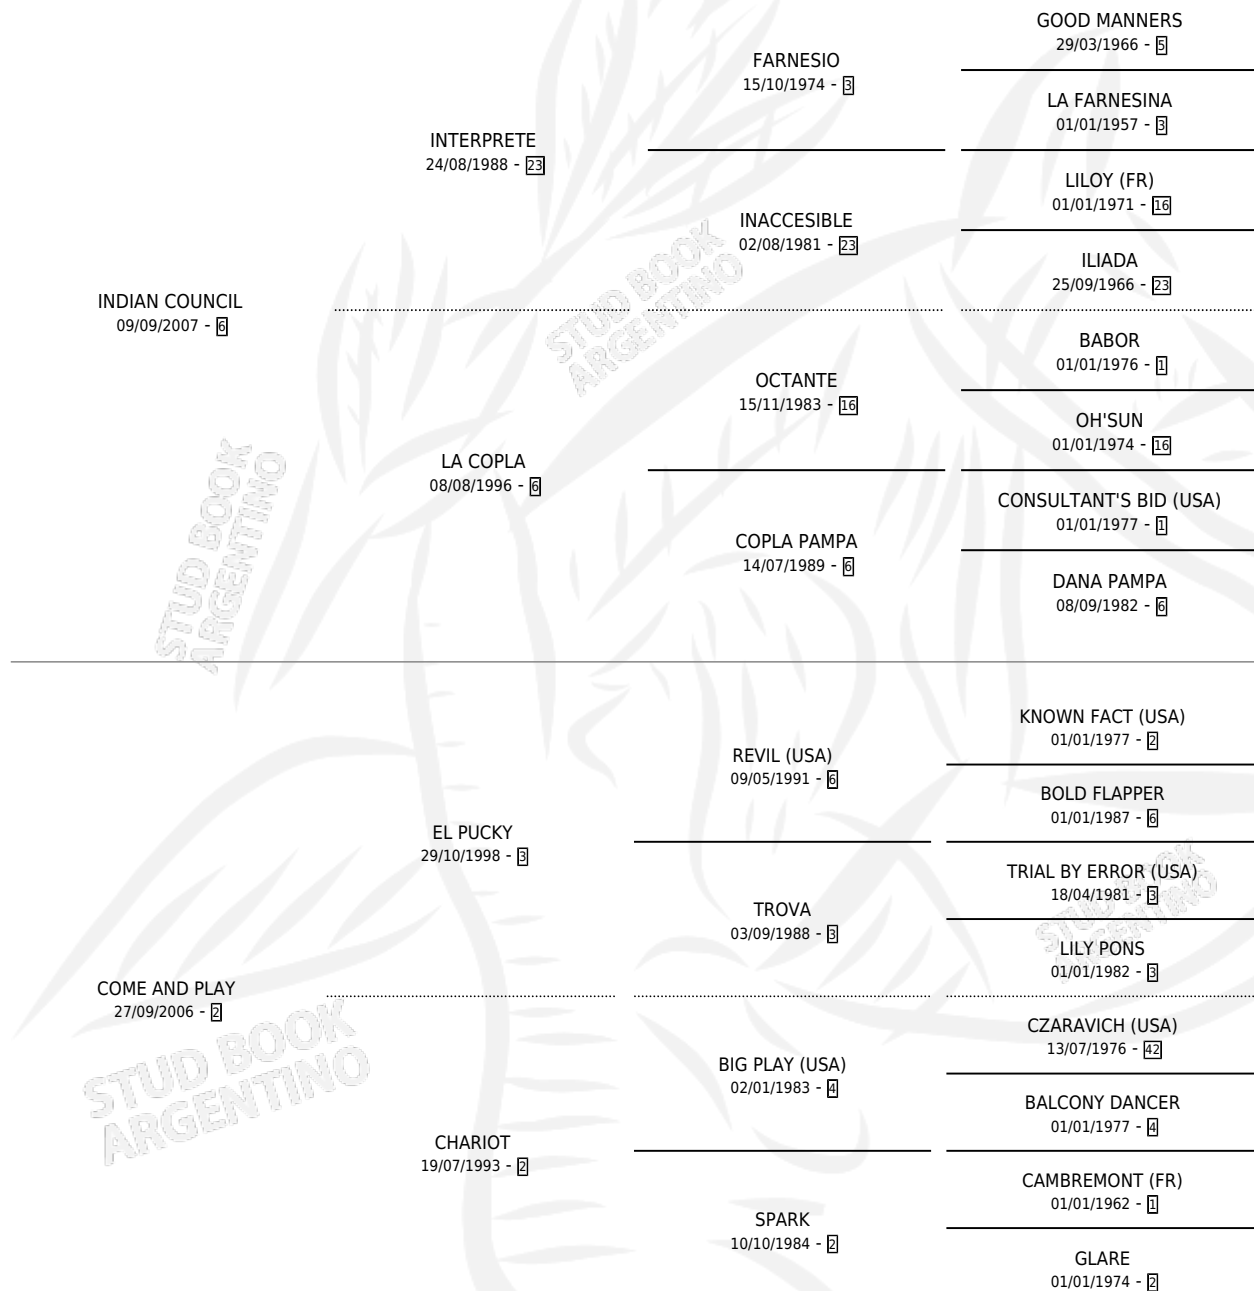 GOOD MANNERS
29/03/1966 - 5
FARNESIO
15/10/1974 - 3
LA FARNESINA
01/01/1957 - 3
INTERPRETE
24/08/1988 - 23
LILOY (FR)
01/01/1971 - 16
INACCESIBLE
02/08/1981 - 23
ILIADA
25/09/1966 - 23
INDIAN COUNCIL
09/09/2007 - 6
BABOR
01/01/1976 - 1
OCTANTE
15/11/1983 - 16
OH'SUN
01/01/1974 - 16
LA COPLA
08/08/1996 - 6
CONSULTANT'S BID (USA)
01/01/1977 - 1
COPLA PAMPA
14/07/1989 - 6
DANA PAMPA
08/09/1982 - 6
KNOWN FACT (USA)
01/01/1977 - 2
REVIL (USA)
09/05/1991 - 6
BOLD FLAPPER
01/01/1987 - 6
EL PUCKY
29/10/1998 - 3
TRIAL BY ERROR (USA)
18/04/1981 - 3
TROVA
03/09/1988 - 3
LILY PONS
01/01/1982 - 3
COME AND PLAY
27/09/2006 - 2
CZARAVICH (USA)
13/07/1976 - 42
BIG PLAY (USA)
02/01/1983 - 4
BALCONY DANCER
01/01/1977 - 4
CHARIOT
19/07/1993 - 2
CAMBREMONT (FR)
01/01/1962 - 1
SPARK
10/10/1984 - 2
GLARE
01/01/1974 - 2
STUD BOOK
ARGENTINO
STUD BOOK
ARGENTINO
STUD BOOK
ARGENTINO
STUD BOOK
ARGENTINO